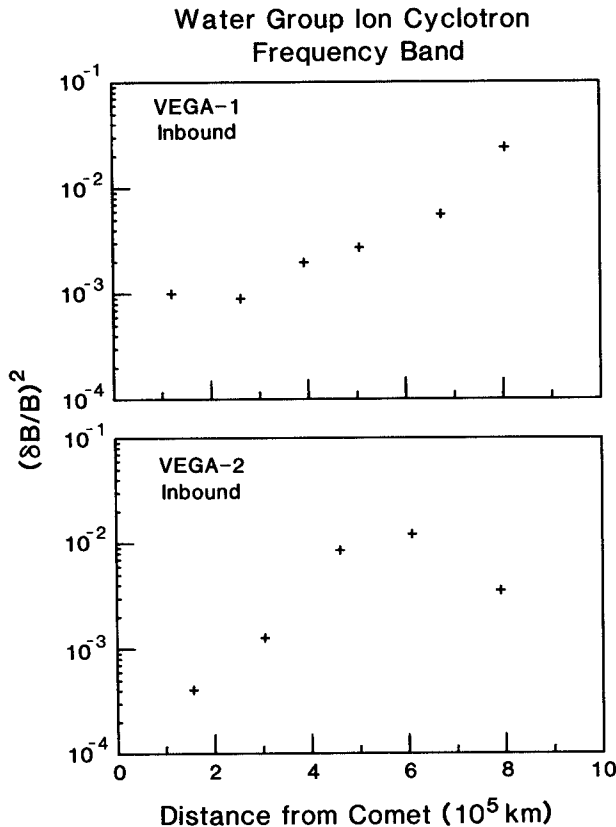 Water Group Ion Cyclotron
Frequency Band
10⁻¹
VEGA-1
Inbound
10⁻²
10⁻³
10⁻⁴
(δB/B)²
10⁻¹
VEGA-2
Inbound
10⁻²
10⁻³
10⁻⁴
0 2 4 6 8 10
Distance from Comet (10⁵ km)